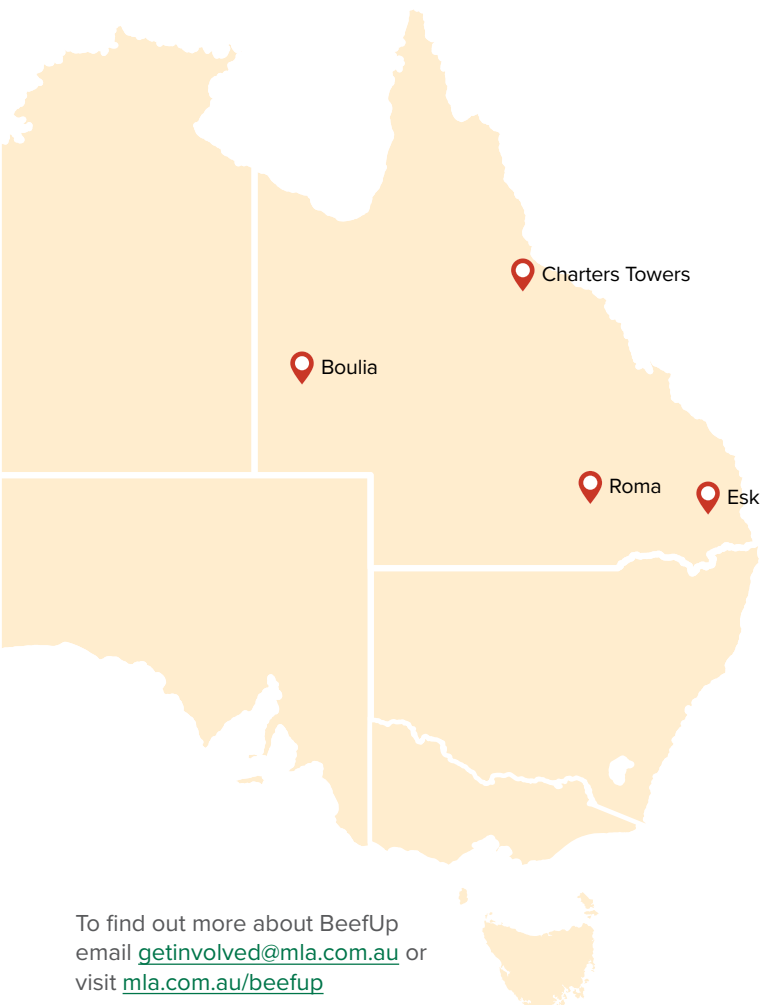 Charters Towers
Boulia
Roma
Esk
To find out more about BeefUp
email getinvolved@mla.com.au or
visit mla.com.au/beefup